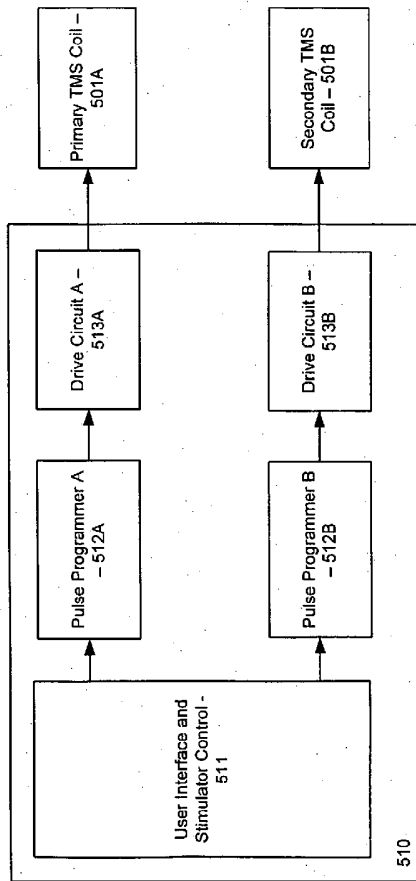 User Interface and
Stimulator Control -
511
Pulse Programmer A
– 512A
Drive Circuit A –
513A
Primary TMS Coil –
501A
Pulse Programmer B
– 512B
Drive Circuit B –
513B
Secondary TMS
Coil – 501B
510